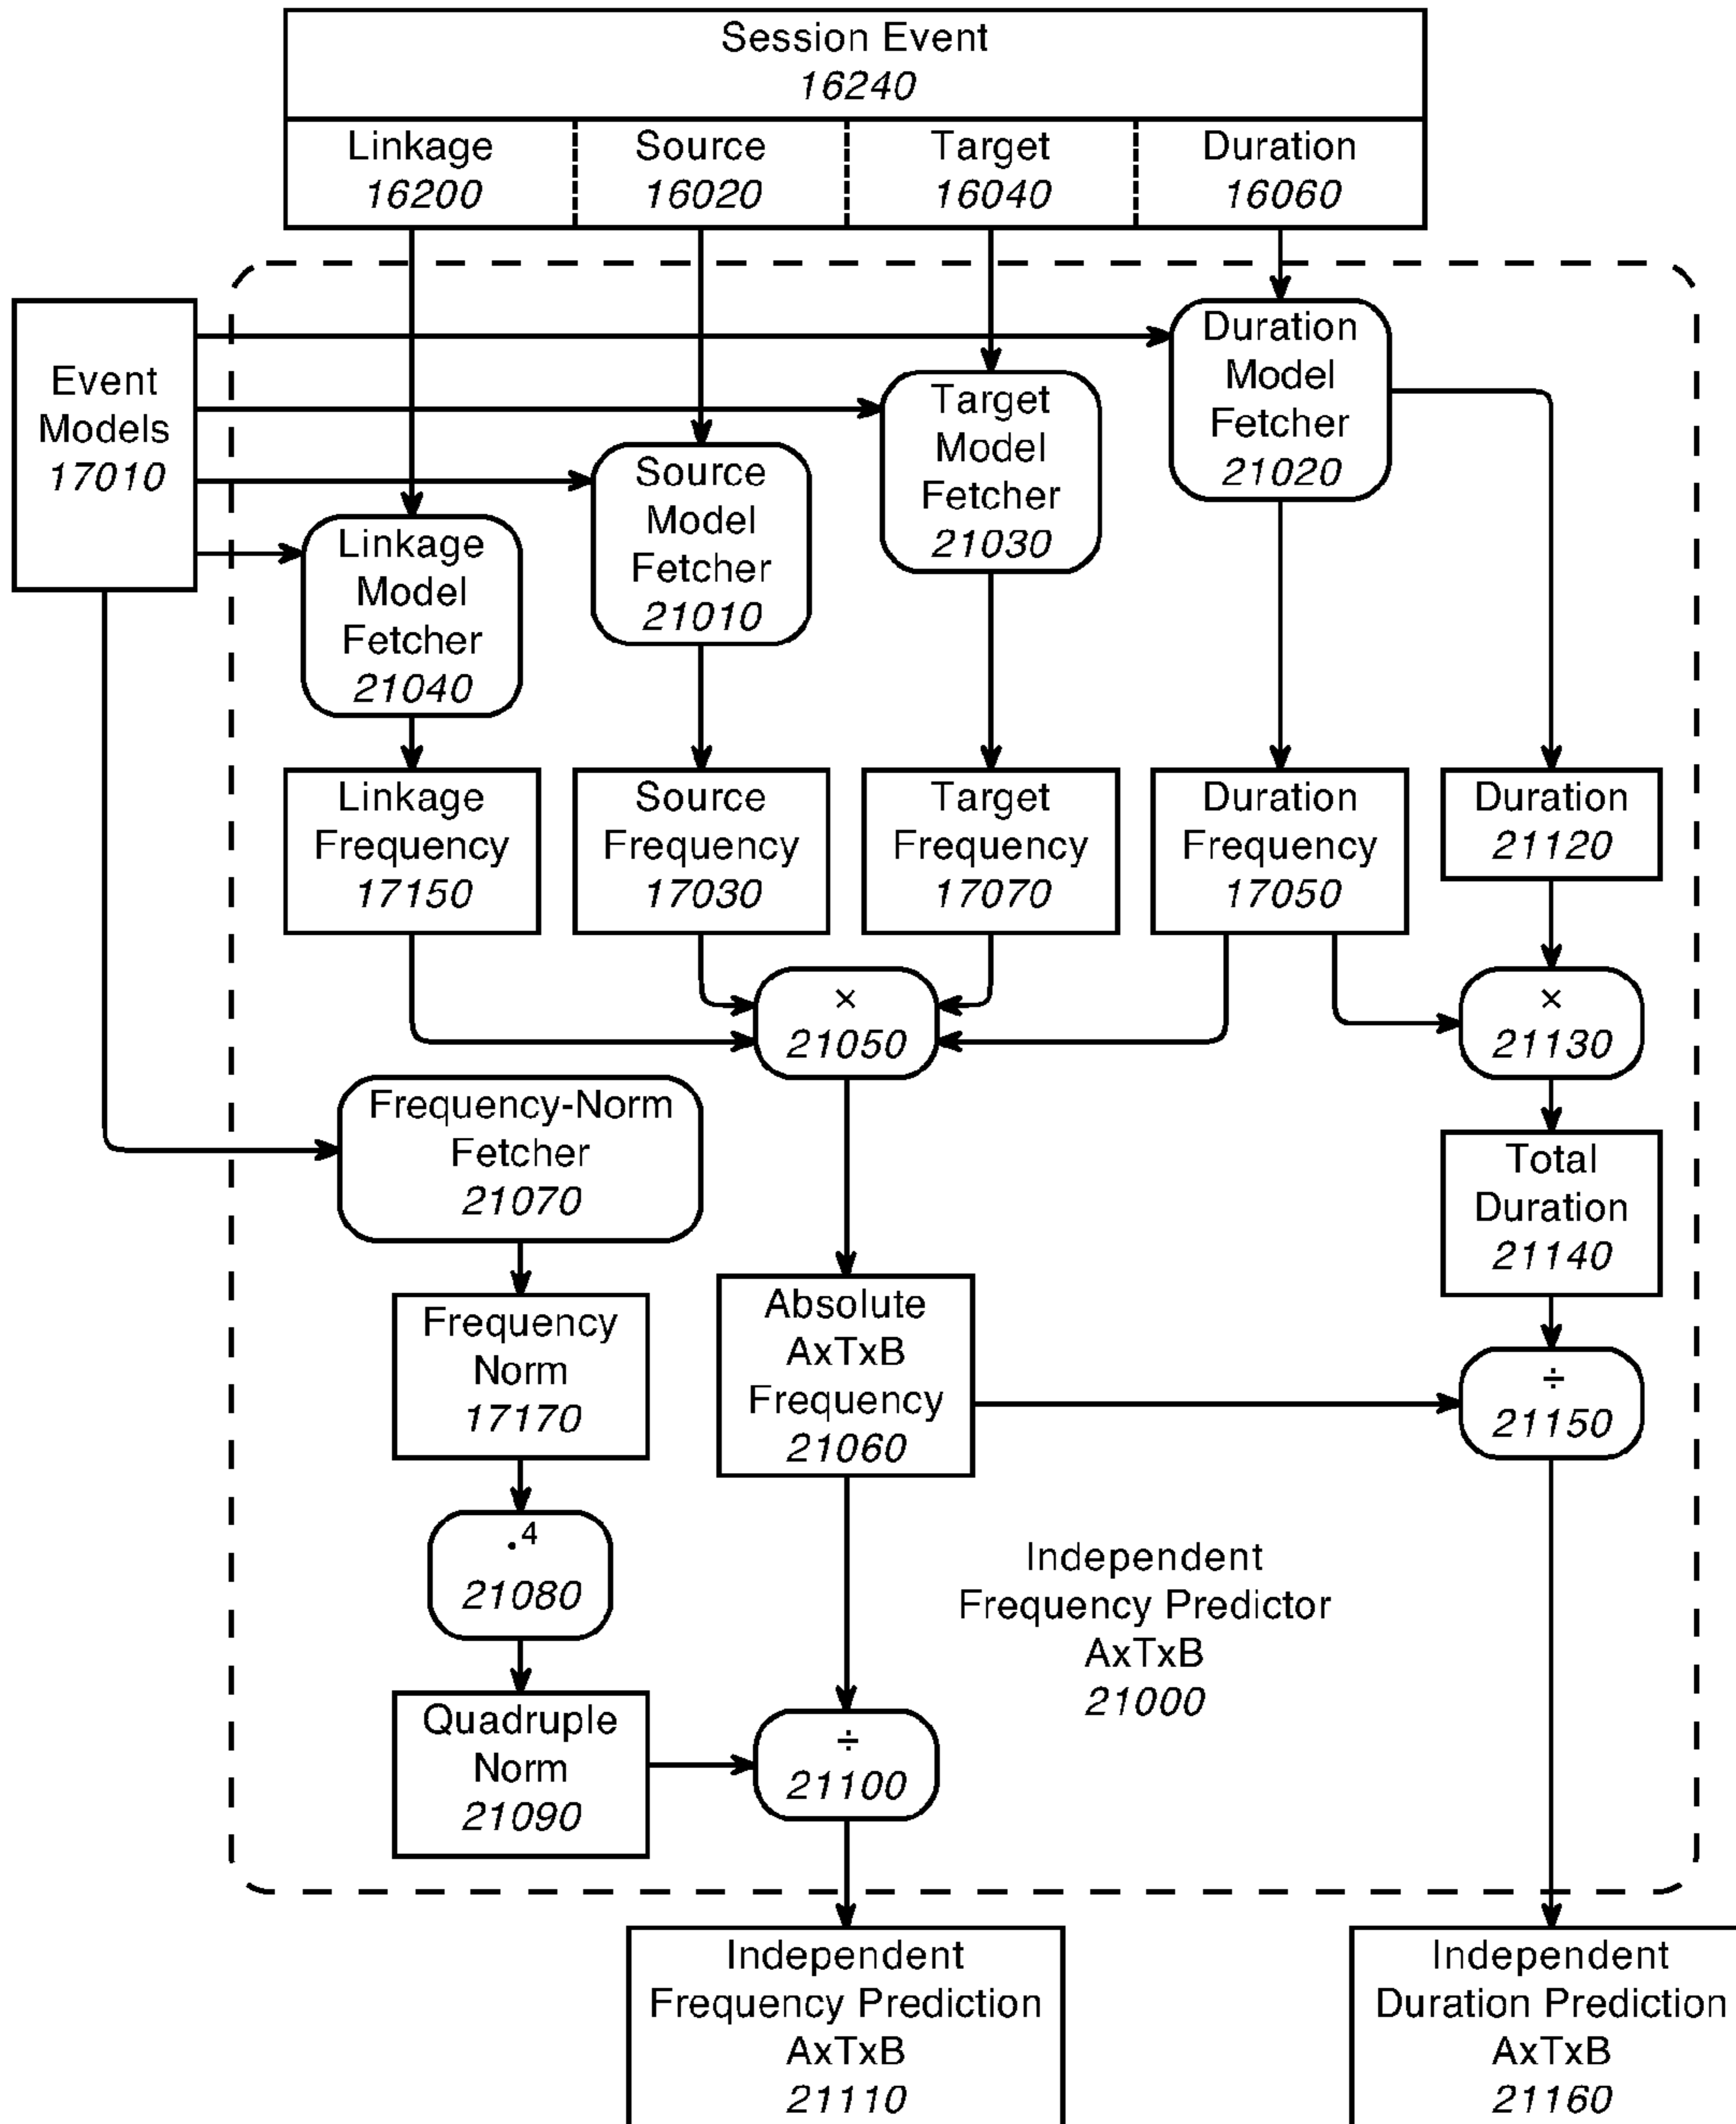 Session Event
16240
Linkage
16200
Source
16020
Target
16040
Duration
16060
Event
Models
17010
Duration
Model
Fetcher
21020
Target
Model
Fetcher
21030
Source
Model
Fetcher
21010
Linkage
Model
Fetcher
21040
Linkage
Frequency
17150
Source
Frequency
17030
Target
Frequency
17070
Duration
Frequency
17050
Duration
21120
×
21050
×
21130
Frequency-Norm
Fetcher
21070
Total
Duration
21140
Frequency
Norm
17170
Absolute
AxTxB
Frequency
21060
÷
21150
.4
21080
Independent
Frequency Predictor
AxTxB
21000
Quadruple
Norm
21090
÷
21100
Independent
Frequency Prediction
AxTxB
21110
Independent
Duration Prediction
AxTxB
21160